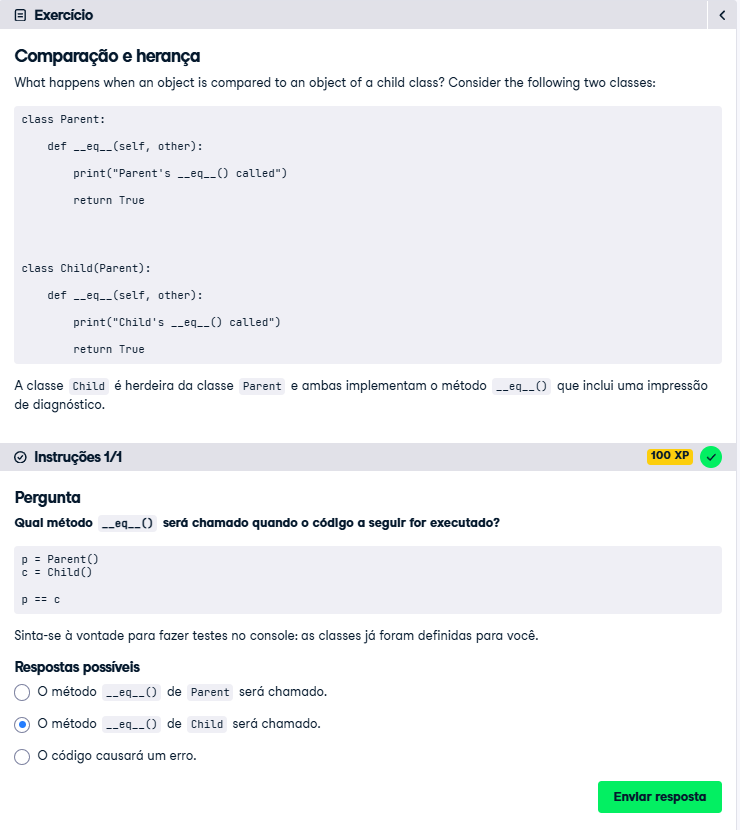 Exercício
Comparação e herança
What happens when an object is compared to an object of a child class? Consider the following two classes:
class Parent:
    def __eq__(self, other):
        print("Parent's __eq__() called")
        return True
class Child(Parent):
    def __eq__(self, other):
        print("Child's __eq__() called")
        return True
A classe Child é herdeira da classe Parent e ambas implementam o método __eq__() que inclui uma impressão
de diagnóstico.
Instruções 1/1
100 XP
Pergunta
Qual método __eq__() será chamado quando o código a seguir for executado?
p = Parent()
c = Child()
p == c
Sinta-se à vontade para fazer testes no console: as classes já foram definidas para você.
Respostas possíveis
O método __eq__() de Parent será chamado.
O método __eq__() de Child será chamado.
O código causará um erro.
Enviar resposta